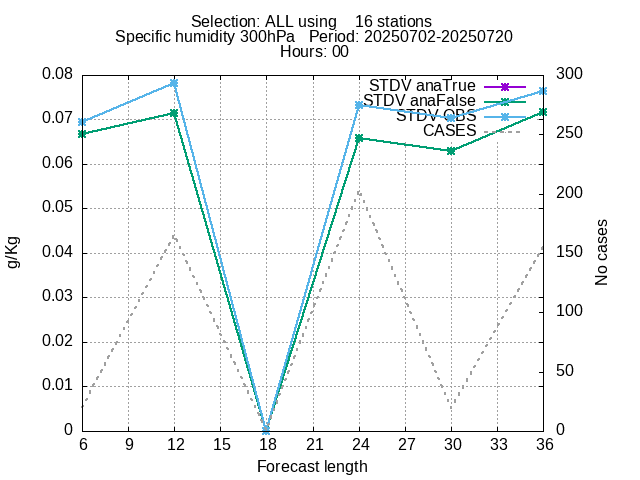 Selection: ALL using    16 stations
Specific humidity 300hPa   Period: 20250702-20250720
Hours: 00
0.08
0.07
0.06
0.05
0.04
0.03
0.02
0.01
0
300
250
200
150
100
50
0
STDV anaTrue
STDV anaFalse
STDV OBS
CASES
g/Kg
No cases
6 9 12 15 18 21 24 27 30 33 36
Forecast length